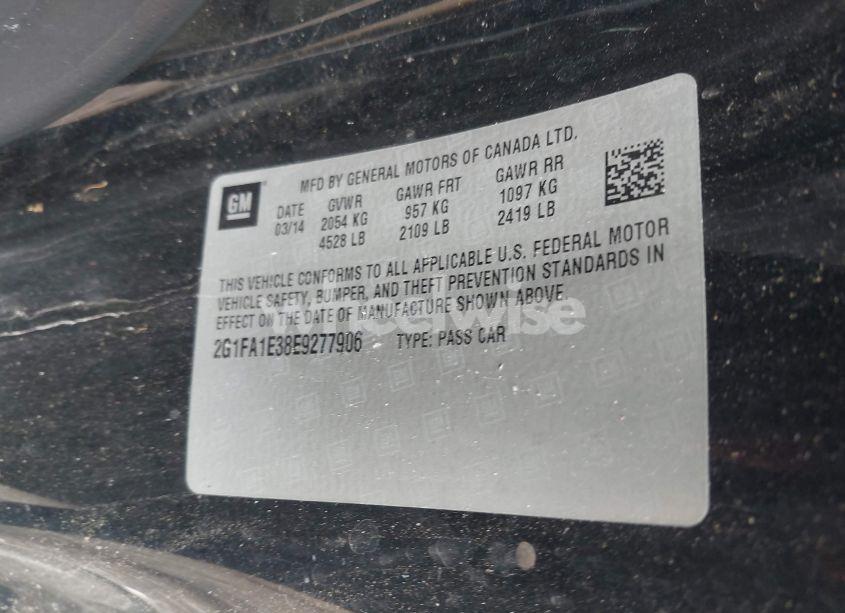 GM
MFD BY GENERAL MOTORS OF CANADA LTD.
DATE GVWR GAWR FRT GAWR RR
03/14 2054 KG 957 KG 1097 KG
4528 LB 2109 LB 2419 LB
THIS VEHICLE CONFORMS TO ALL APPLICABLE U.S. FEDERAL MOTOR
VEHICLE SAFETY, BUMPER, AND THEFT PREVENTION STANDARDS IN
EFFECT ON THE DATE OF MANUFACTURE SHOWN ABOVE.
2G1FA1E38E9277906 TYPE: PASS CAR